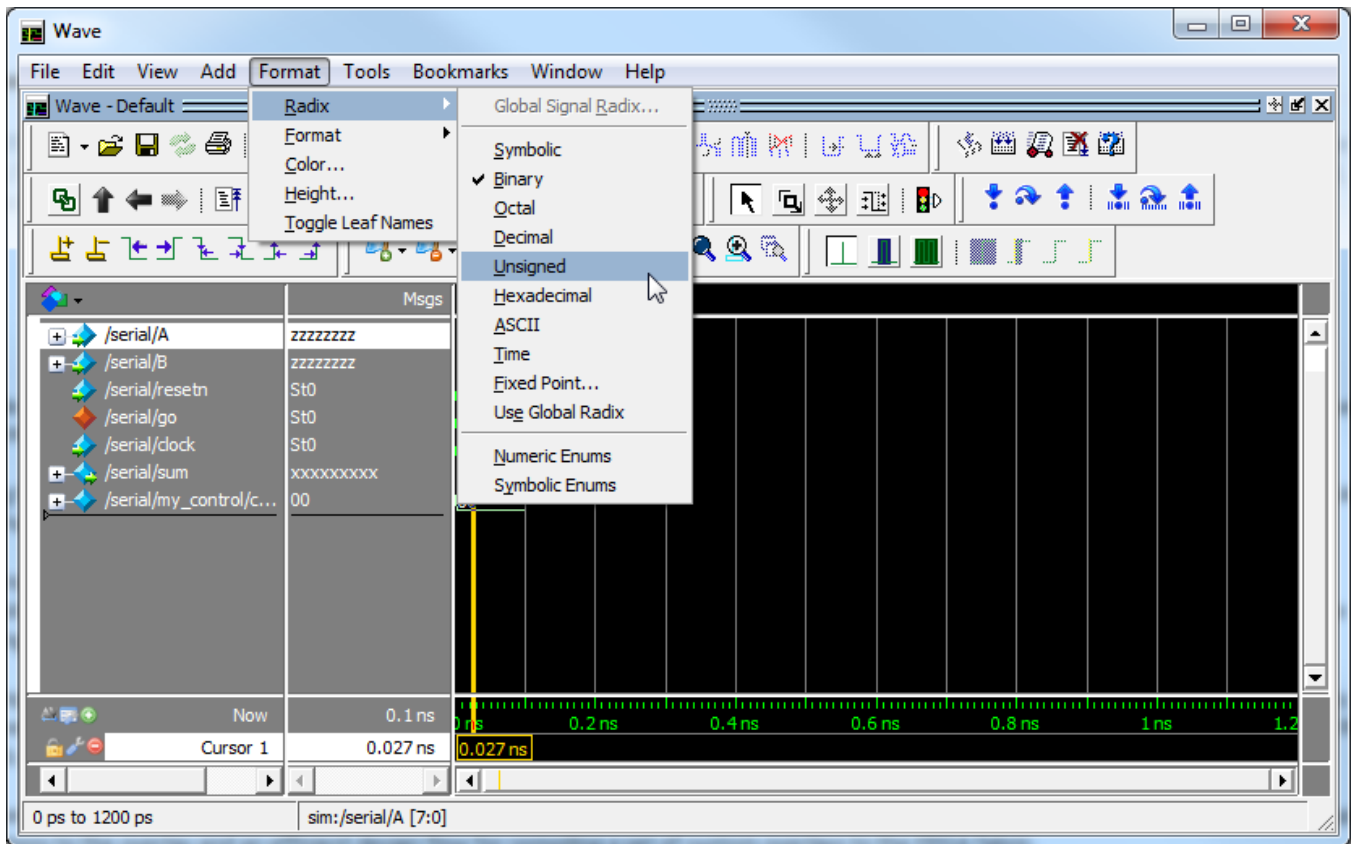 Wave
File Edit View Add Format Tools Bookmarks Window Help
Wave - Default
Radix
Format
Color...
Height...
Toggle Leaf Names
Global Signal Radix...
Symbolic
Binary
Octal
Decimal
Unsigned
Hexadecimal
ASCII
Time
Fixed Point...
Use Global Radix
Numeric Enums
Symbolic Enums
Msgs
/serial/A zzzzzzzz
/serial/B zzzzzzzz
/serial/resetn St0
/serial/go St0
/serial/clock St0
/serial/sum xxxxxxxxx
/serial/my_control/c... 00
Now 0.1 ns
0.2 ns 0.4 ns 0.6 ns 0.8 ns 1 ns 1.2
Cursor 1 0.027 ns 0.027 ns
0 ps to 1200 ps sim:/serial/A [7:0]